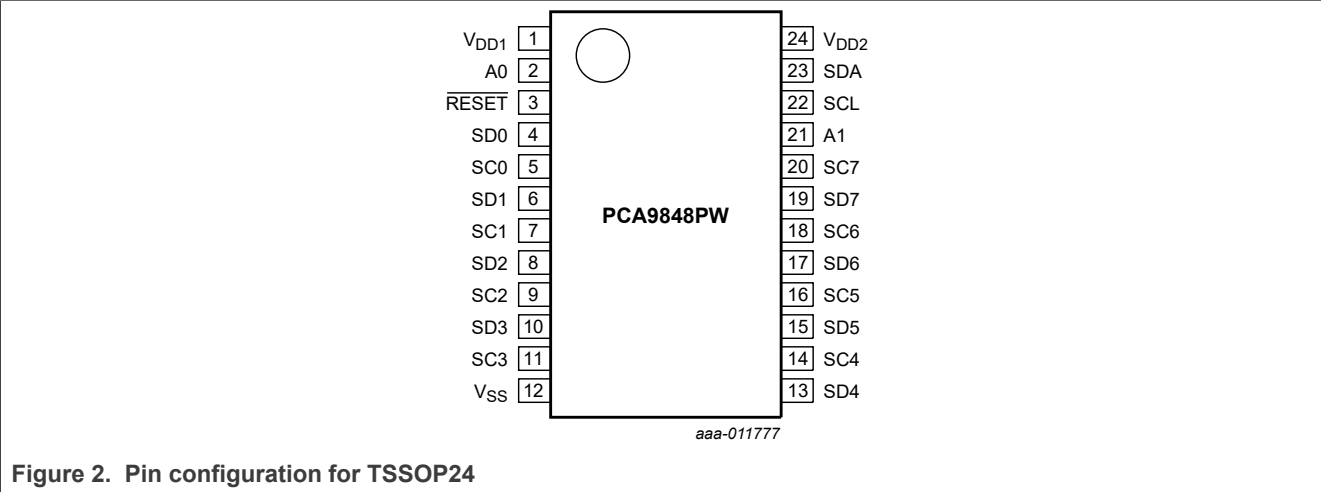 VDD1 1 24 VDD2
A0 2 23 SDA
RESET 3 22 SCL
SD0 4 21 A1
SC0 5 20 SC7
SD1 6 19 SD7
PCA9848PW
SC1 7 18 SC6
SD2 8 17 SD6
SC2 9 16 SC5
SD3 10 15 SD5
SC3 11 14 SC4
VSS 12 13 SD4
aaa-011777
Figure 2. Pin configuration for TSSOP24